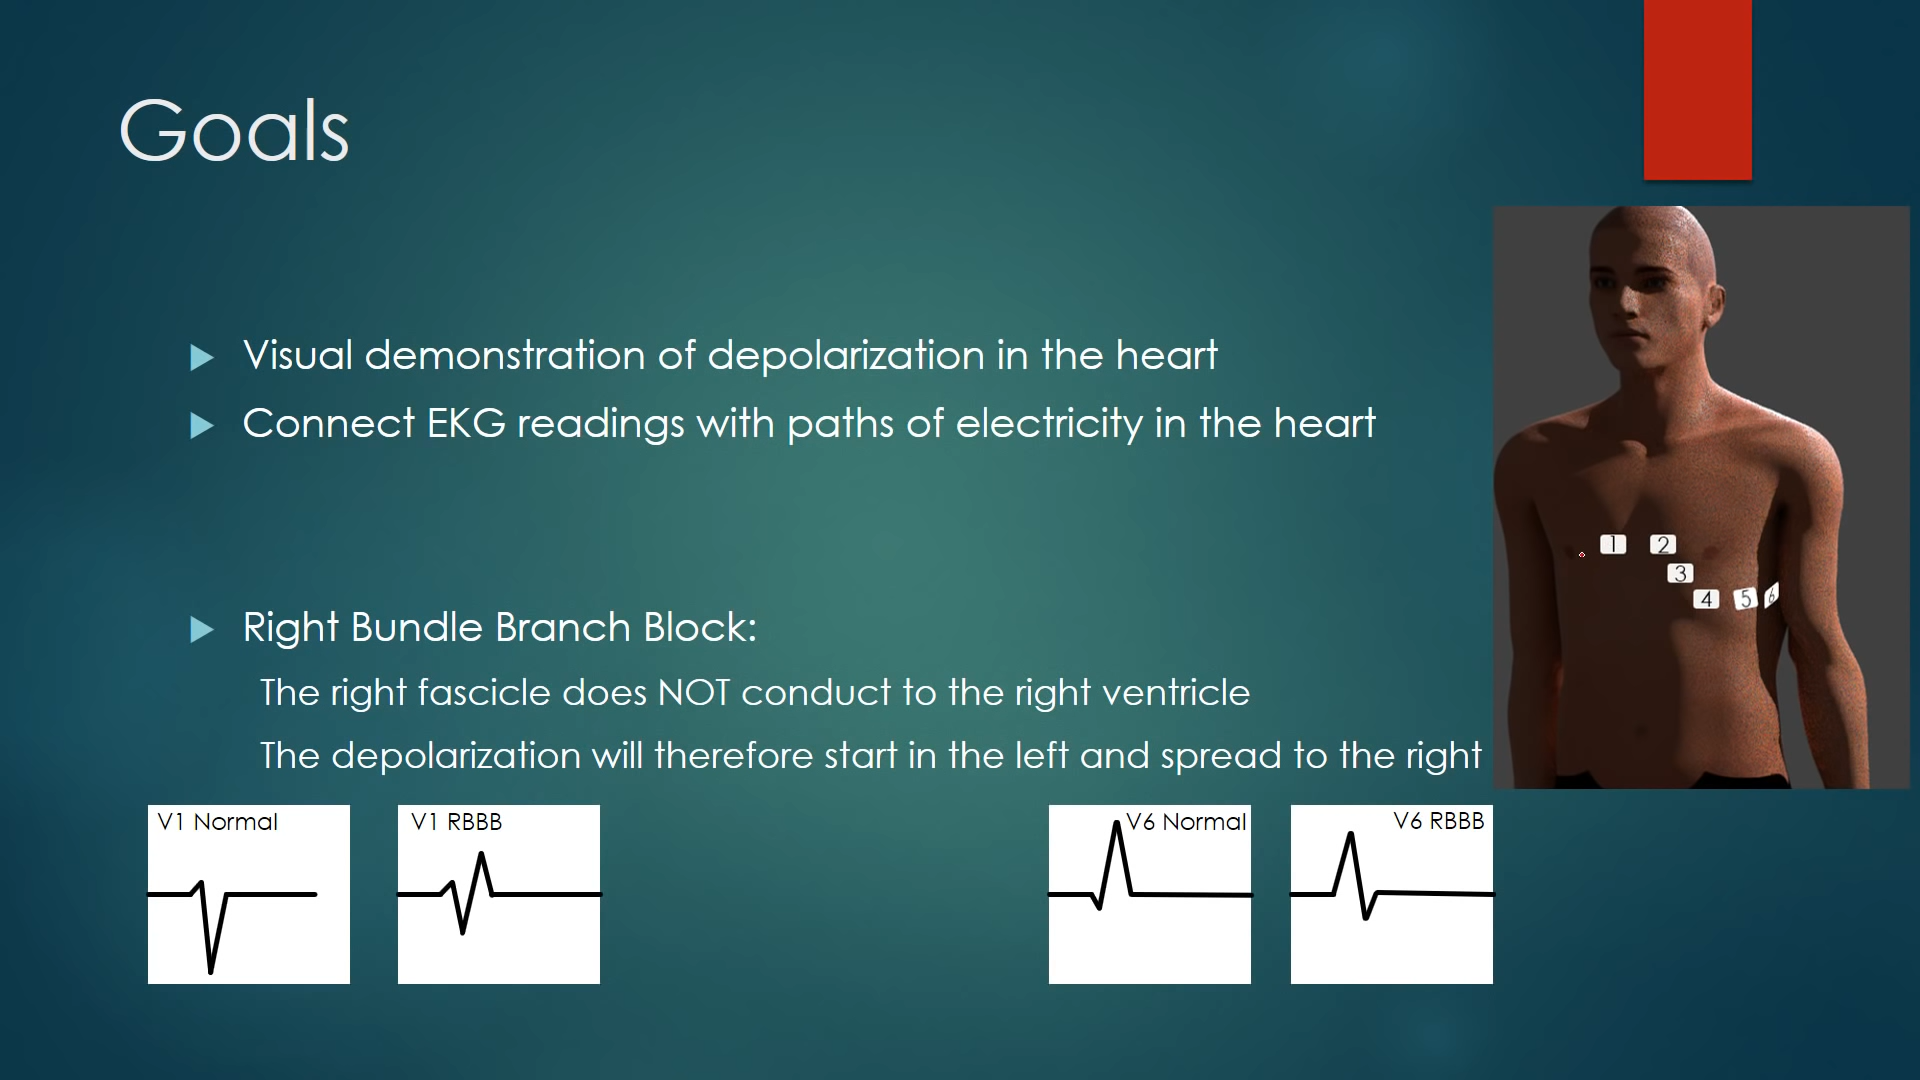 Goals
Visual demonstration of depolarization in the heart
Connect EKG readings with paths of electricity in the heart
1 2
3
4 5 6
Right Bundle Branch Block:
The right fascicle does NOT conduct to the right ventricle
The depolarization will therefore start in the left and spread to the right
V1 Normal
V1 RBBB
V6 Normal
V6 RBBB